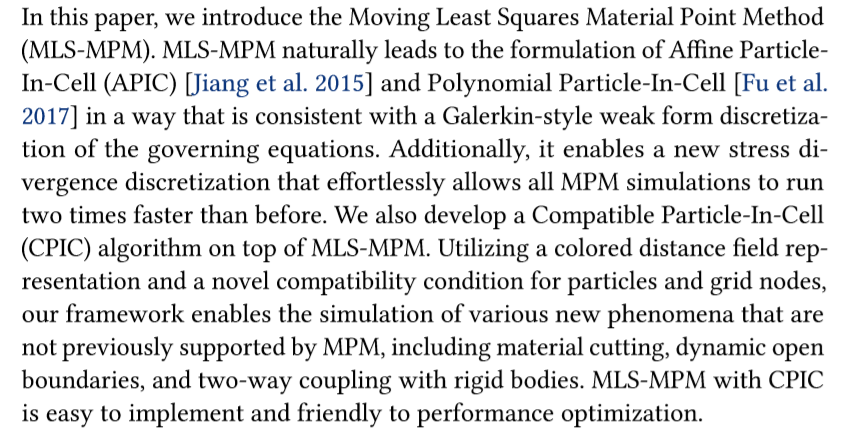 In this paper, we introduce the Moving Least Squares Material Point Method
(MLS-MPM). MLS-MPM naturally leads to the formulation of Affine Particle-
In-Cell (APIC) [Jiang et al. 2015] and Polynomial Particle-In-Cell [Fu et al.
2017] in a way that is consistent with a Galerkin-style weak form discretiza-
tion of the governing equations. Additionally, it enables a new stress di-
vergence discretization that effortlessly allows all MPM simulations to run
two times faster than before. We also develop a Compatible Particle-In-Cell
(CPIC) algorithm on top of MLS-MPM. Utilizing a colored distance field rep-
resentation and a novel compatibility condition for particles and grid nodes,
our framework enables the simulation of various new phenomena that are
not previously supported by MPM, including material cutting, dynamic open
boundaries, and two-way coupling with rigid bodies. MLS-MPM with CPIC
is easy to implement and friendly to performance optimization.